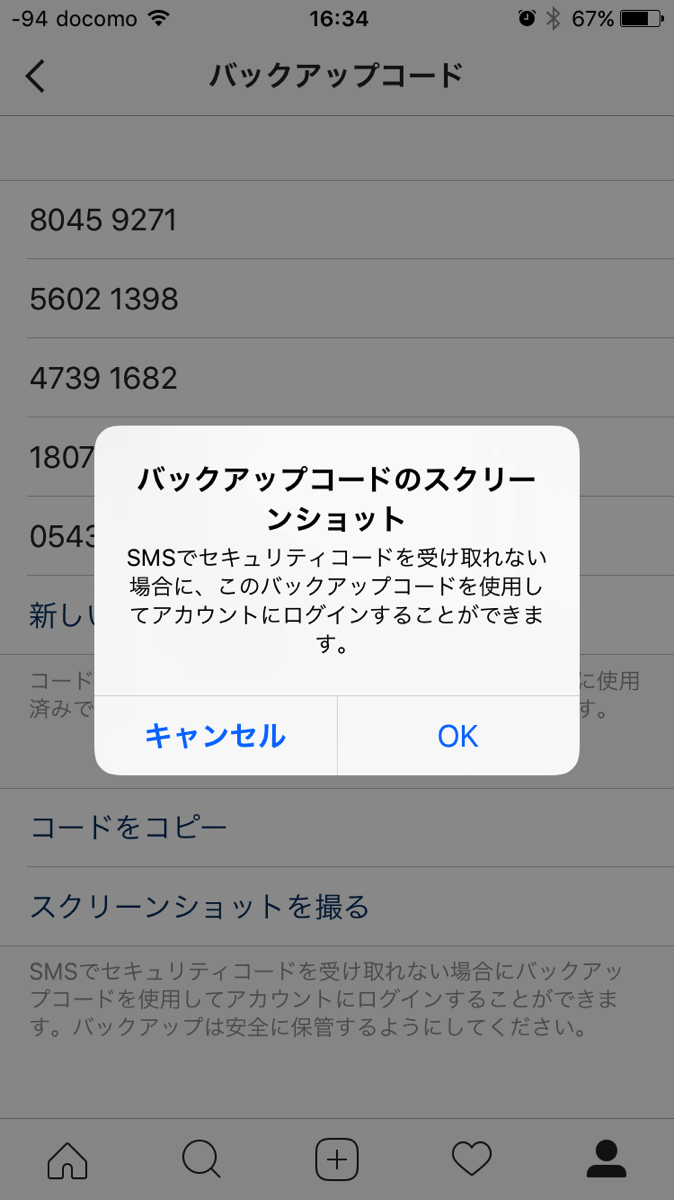 -94 docomo 16:34 67%
バックアップコード
8045 9271
5602 1398
4739 1682
1807
0543
バックアップコードのスクリー
ンショット
SMSでセキュリティコードを受け取れない
場合に、このバックアップコードを使用し
てアカウントにログインすることができま
す。
キャンセル OK
新しい
コード に使用
済みで す。
コードをコピー
スクリーンショットを撮る
SMSでセキュリティコードを受け取れない場合にバックアッ
プコードを使用してアカウントにログインすることができま
す。バックアップは安全に保管するようにしてください。